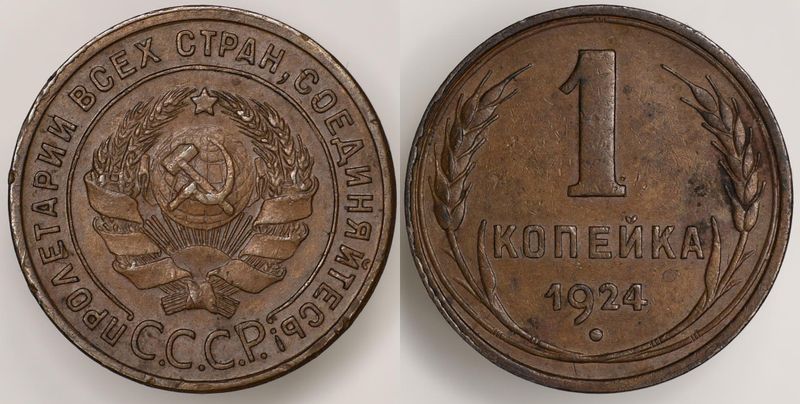 ПРОЛЕТАРИИ ВСЕХ СТРАН, СОЕДИНЯЙТЕСЬ!
С.С.С.Р.
1
КОПЕЙКА
1924